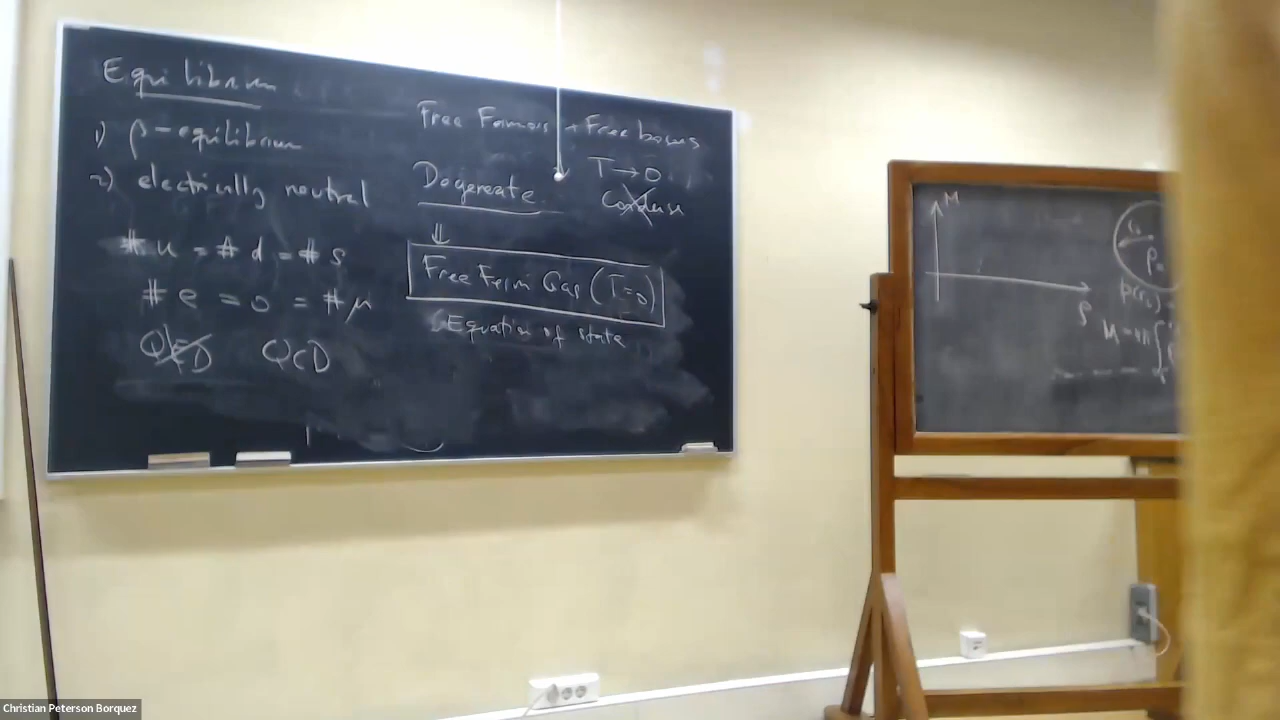 Equilibrium
1) β-equilibrium
2) electrically neutral
# u = # d = # s
# e = 0 = # μ
QED QCD
Free Fermions + Free bosons
Degenerate
T → 0
Condense
⇓
Free Fermi Gas (T=0)
Equation of state
M
ρ
Christian Peterson Borquez